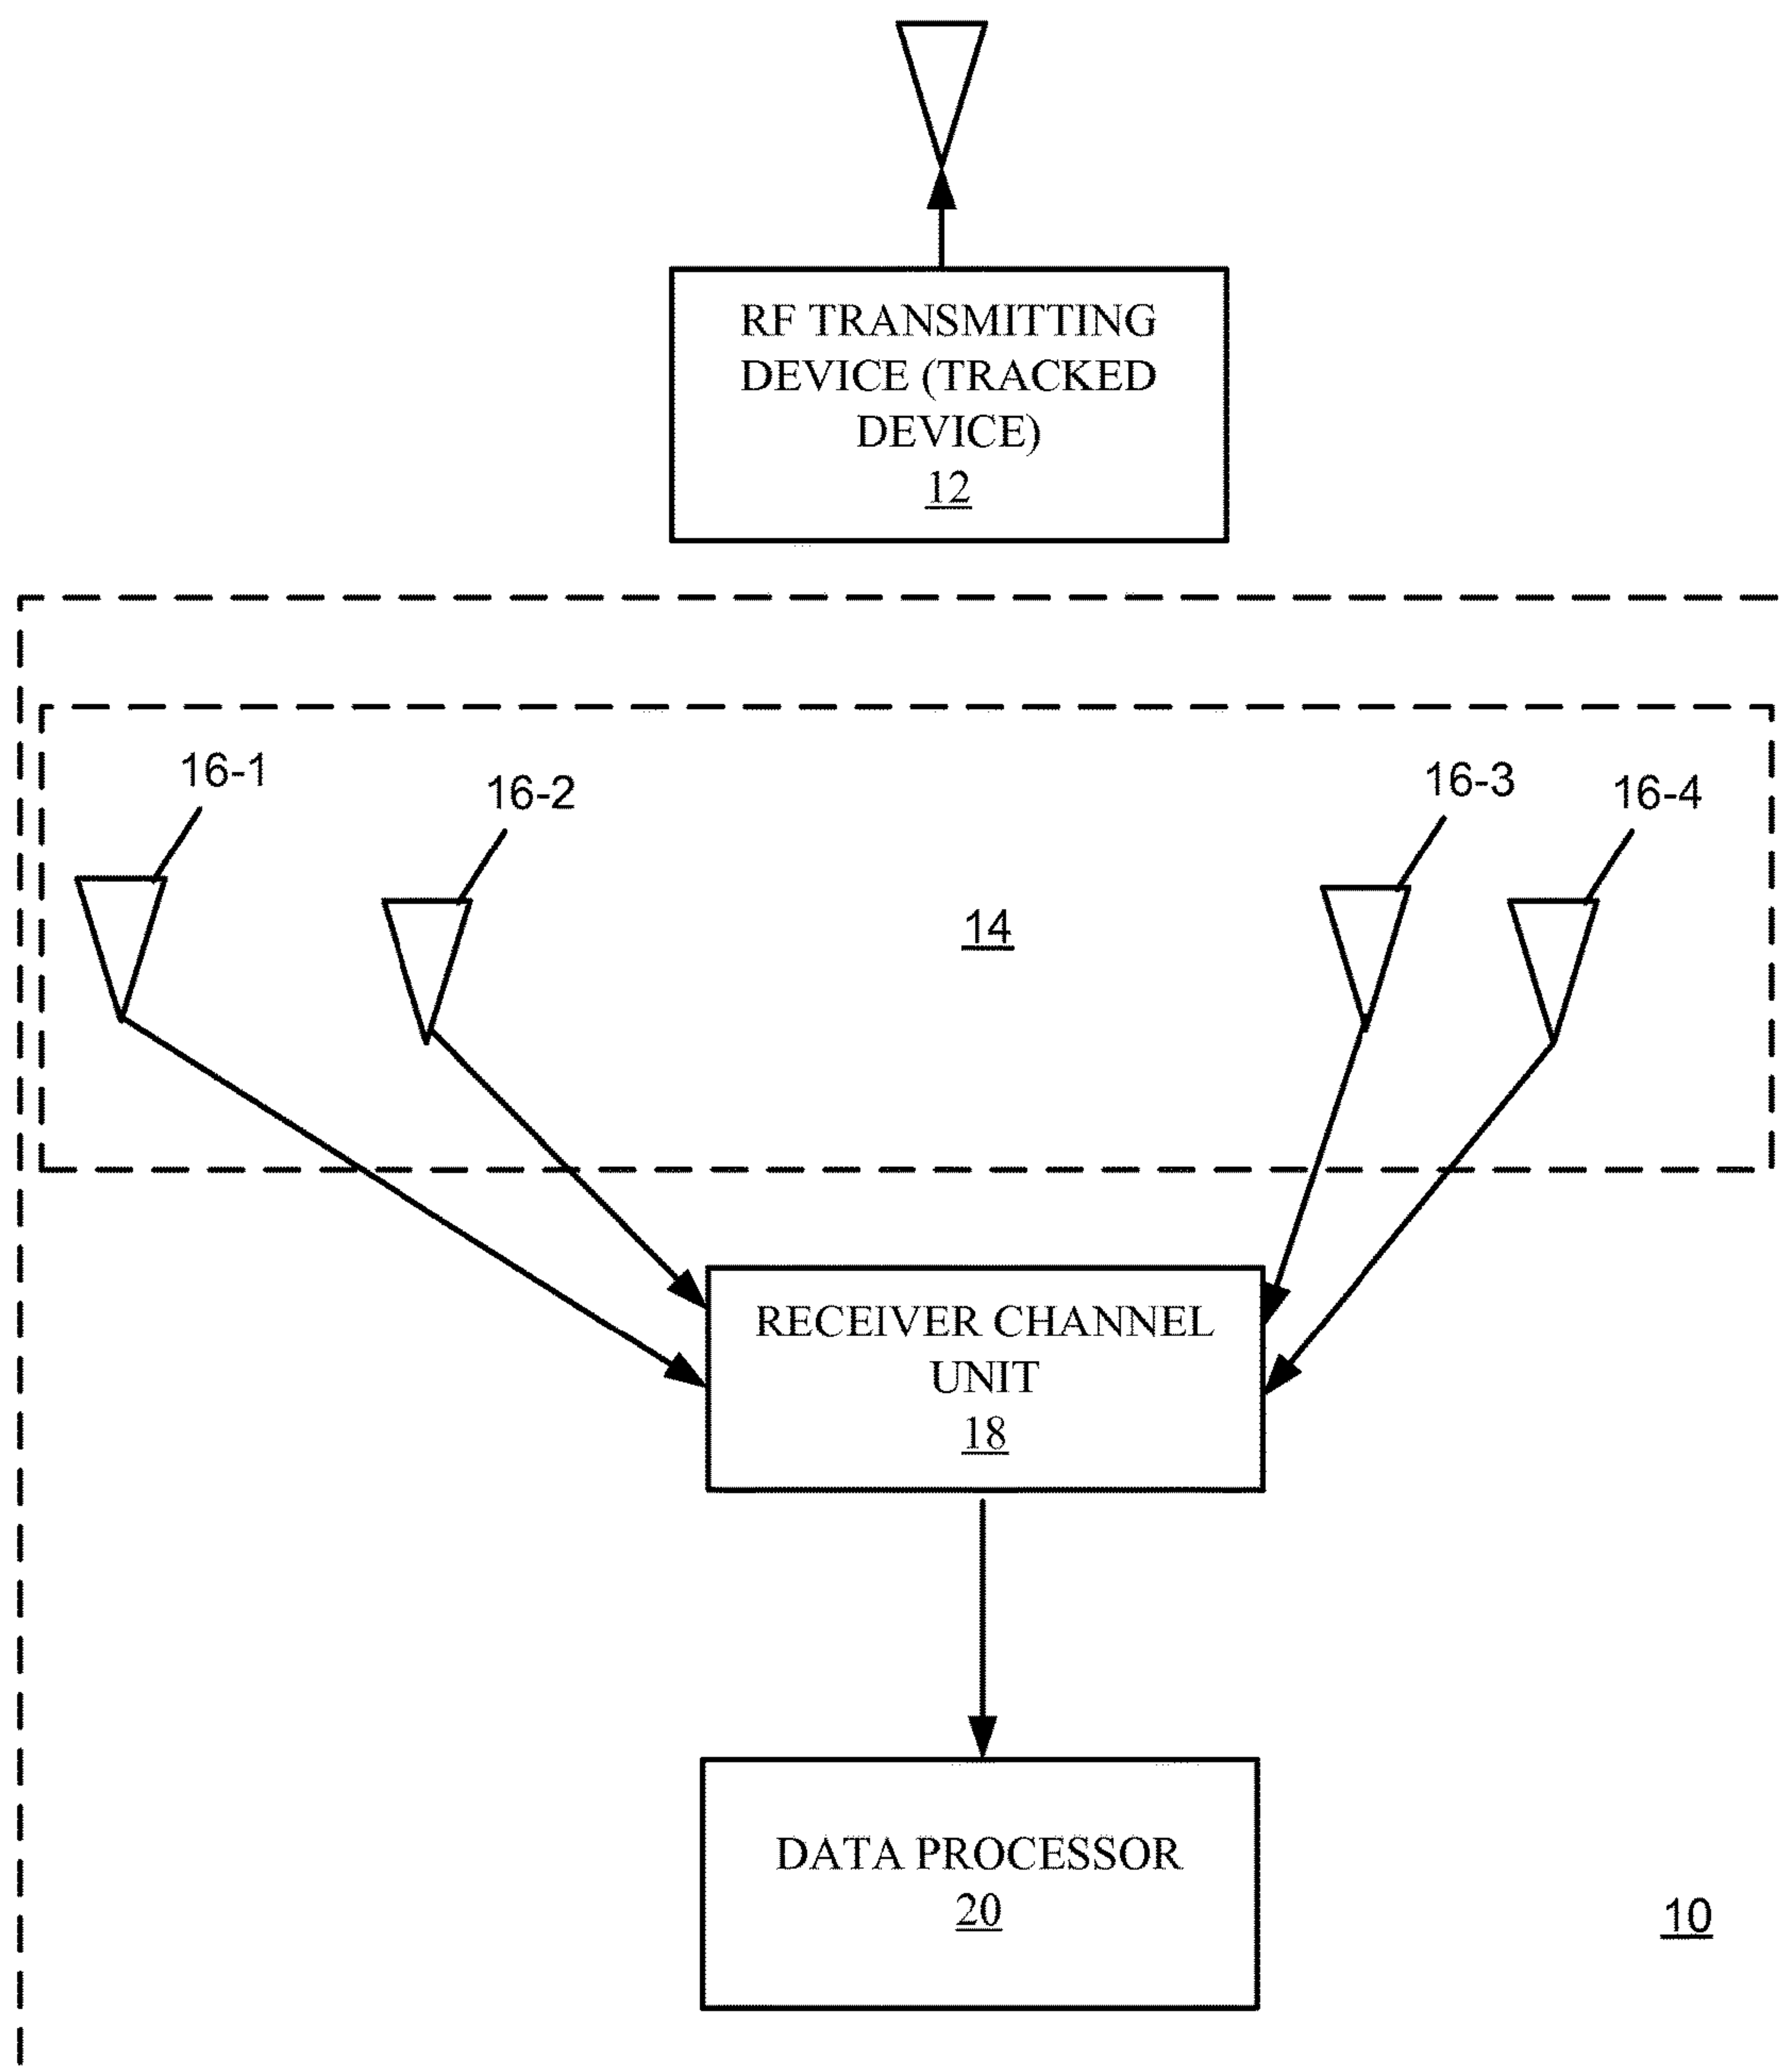 RF TRANSMITTING
DEVICE (TRACKED
DEVICE)
12
16-1
16-2
16-3
16-4
14
RECEIVER CHANNEL
UNIT
18
DATA PROCESSOR
20
10